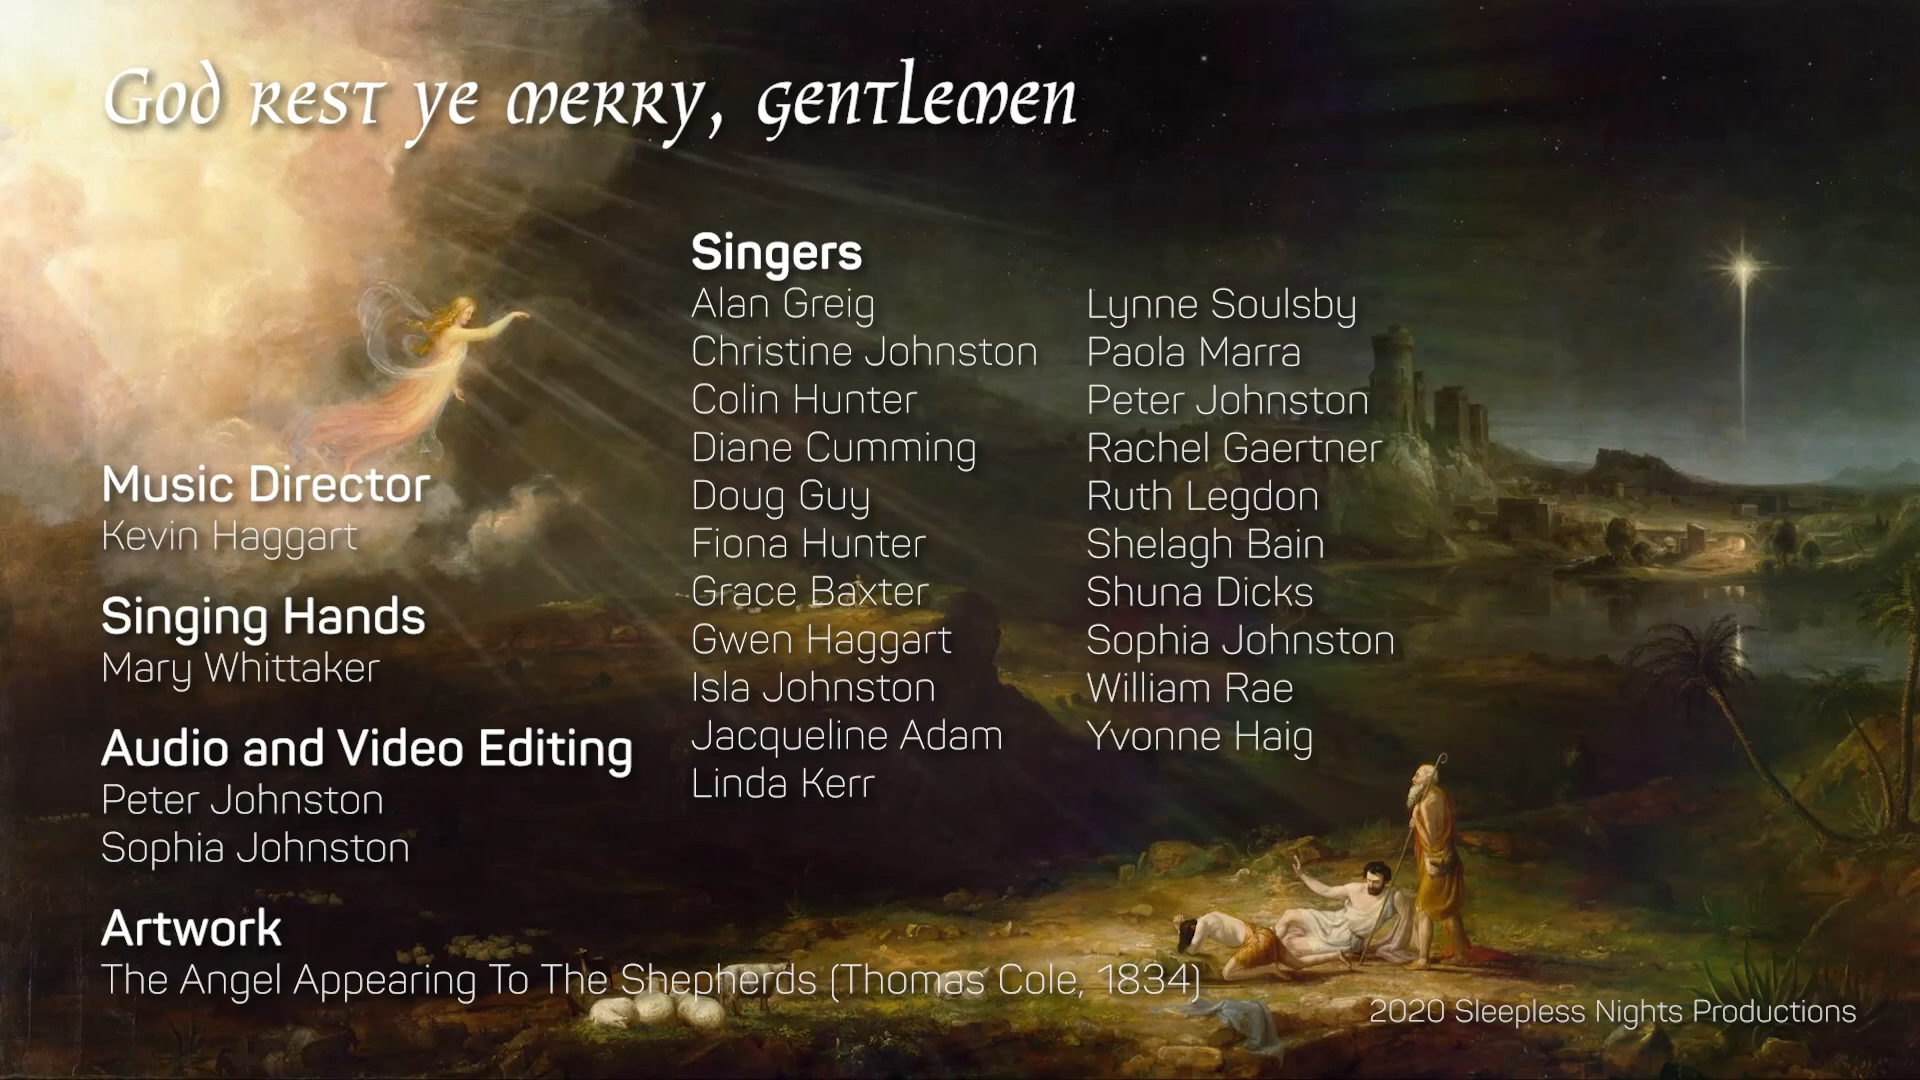 God rest ye merry, gentlemen
Music Director
Kevin Haggart
Singing Hands
Mary Whittaker
Audio and Video Editing
Peter Johnston
Sophia Johnston
Artwork
The Angel Appearing To The Shepherds (Thomas Cole, 1834)
Singers
Alan Greig
Christine Johnston
Colin Hunter
Diane Cumming
Doug Guy
Fiona Hunter
Grace Baxter
Gwen Haggart
Isla Johnston
Jacqueline Adam
Linda Kerr
Lynne Soulsby
Paola Marra
Peter Johnston
Rachel Gaertner
Ruth Legdon
Shelagh Bain
Shuna Dicks
Sophia Johnston
William Rae
Yvonne Haig
2020 Sleepless Nights Productions